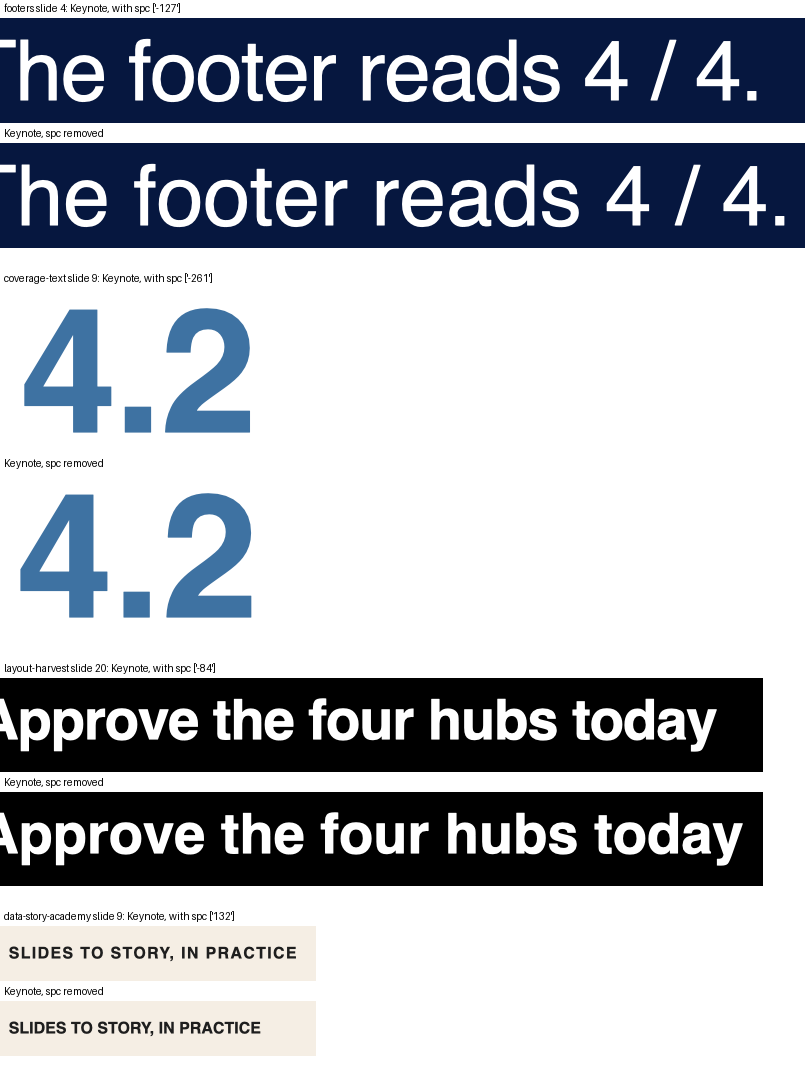 footers slide 4: Keynote, with spc ['-127']
The footer reads 4 / 4.
Keynote, spc removed
The footer reads 4 / 4.
coverage-text slide 9: Keynote, with spc ['-261']
4.2
Keynote, spc removed
4.2
layout-harvest slide 20: Keynote, with spc ['-84']
Approve the four hubs today
Keynote, spc removed
Approve the four hubs today
data-story-academy slide 9: Keynote, with spc ['132']
SLIDES TO STORY, IN PRACTICE
Keynote, spc removed
SLIDES TO STORY, IN PRACTICE